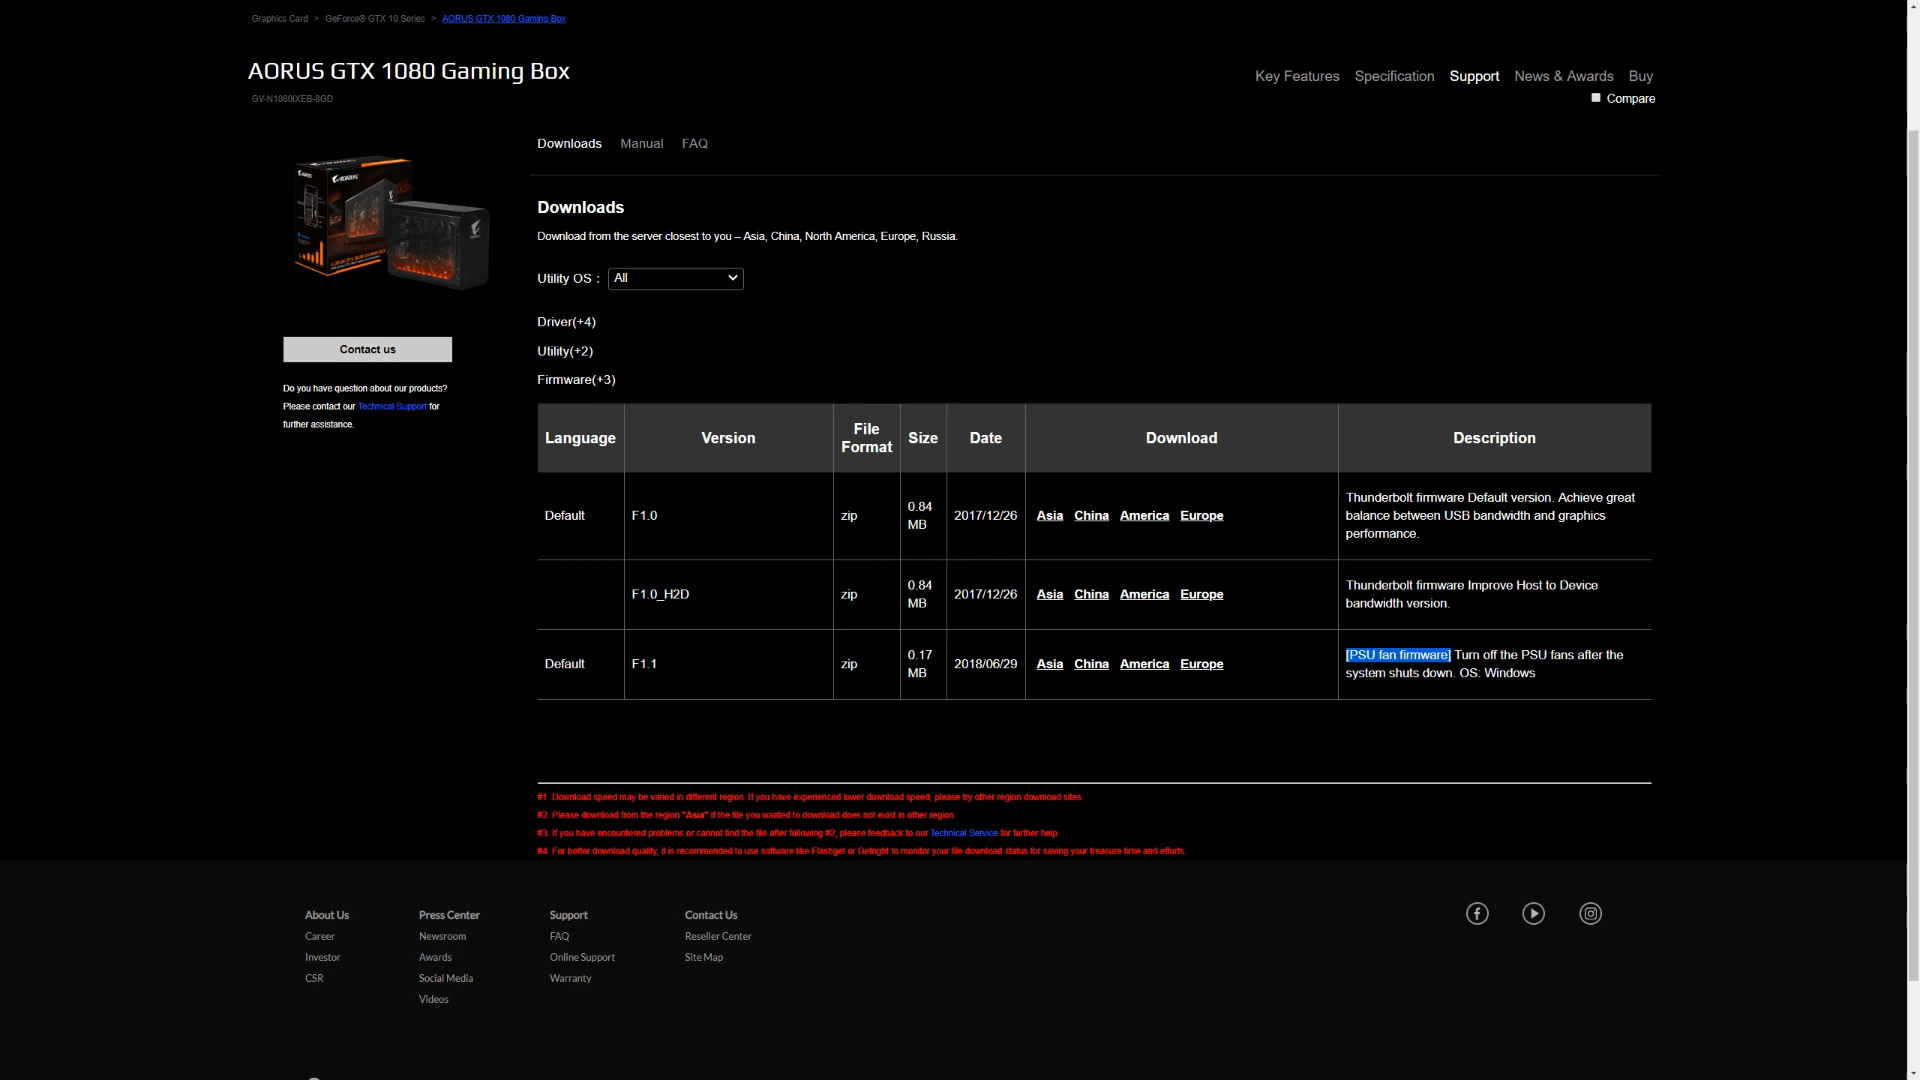 Graphics Card > GeForce® GTX 10 Series > AORUS GTX 1080 Gaming Box
AORUS GTX 1080 Gaming Box
GV-N1080IXEB-8GD
Key Features Specification Support News & Awards Buy
Compare
Downloads Manual FAQ
AORUS
AORUS
Downloads
Download from the server closest to you – Asia, China, North America, Europe, Russia.
Utility OS : All
Driver(+4)
Utility(+2)
Firmware(+3)
Contact us
Do you have question about our products?
Please contact our Technical Support for
further assistance.
Language Version File Format Size Date Download Description
Default F1.0 zip 0.84 MB 2017/12/26 Asia China America Europe Thunderbolt firmware Default version. Achieve great
balance between USB bandwidth and graphics
performance.
F1.0_H2D zip 0.84 MB 2017/12/26 Asia China America Europe Thunderbolt firmware Improve Host to Device
bandwidth version.
Default F1.1 zip 0.17 MB 2018/06/29 Asia China America Europe [PSU fan firmware] Turn off the PSU fans after the
system shuts down. OS: Windows
#1. Download speed may be varied in different region. If you have experienced lower download speed, please try other region download sites.
#2. Please download from the region "Asia" if the file you wanted to download does not exist in other region.
#3. If you have encountered problems or cannot find the file after following #2, please feedback to our Technical Service for further help.
#4. For better download quality, it is recommended to use software like Flashget or Getright to monitor your file download status for saving your treasure time and efforts.
About Us Press Center Support Contact Us
Career Newsroom FAQ Reseller Center
Investor Awards Online Support Site Map
CSR Social Media Warranty
Videos